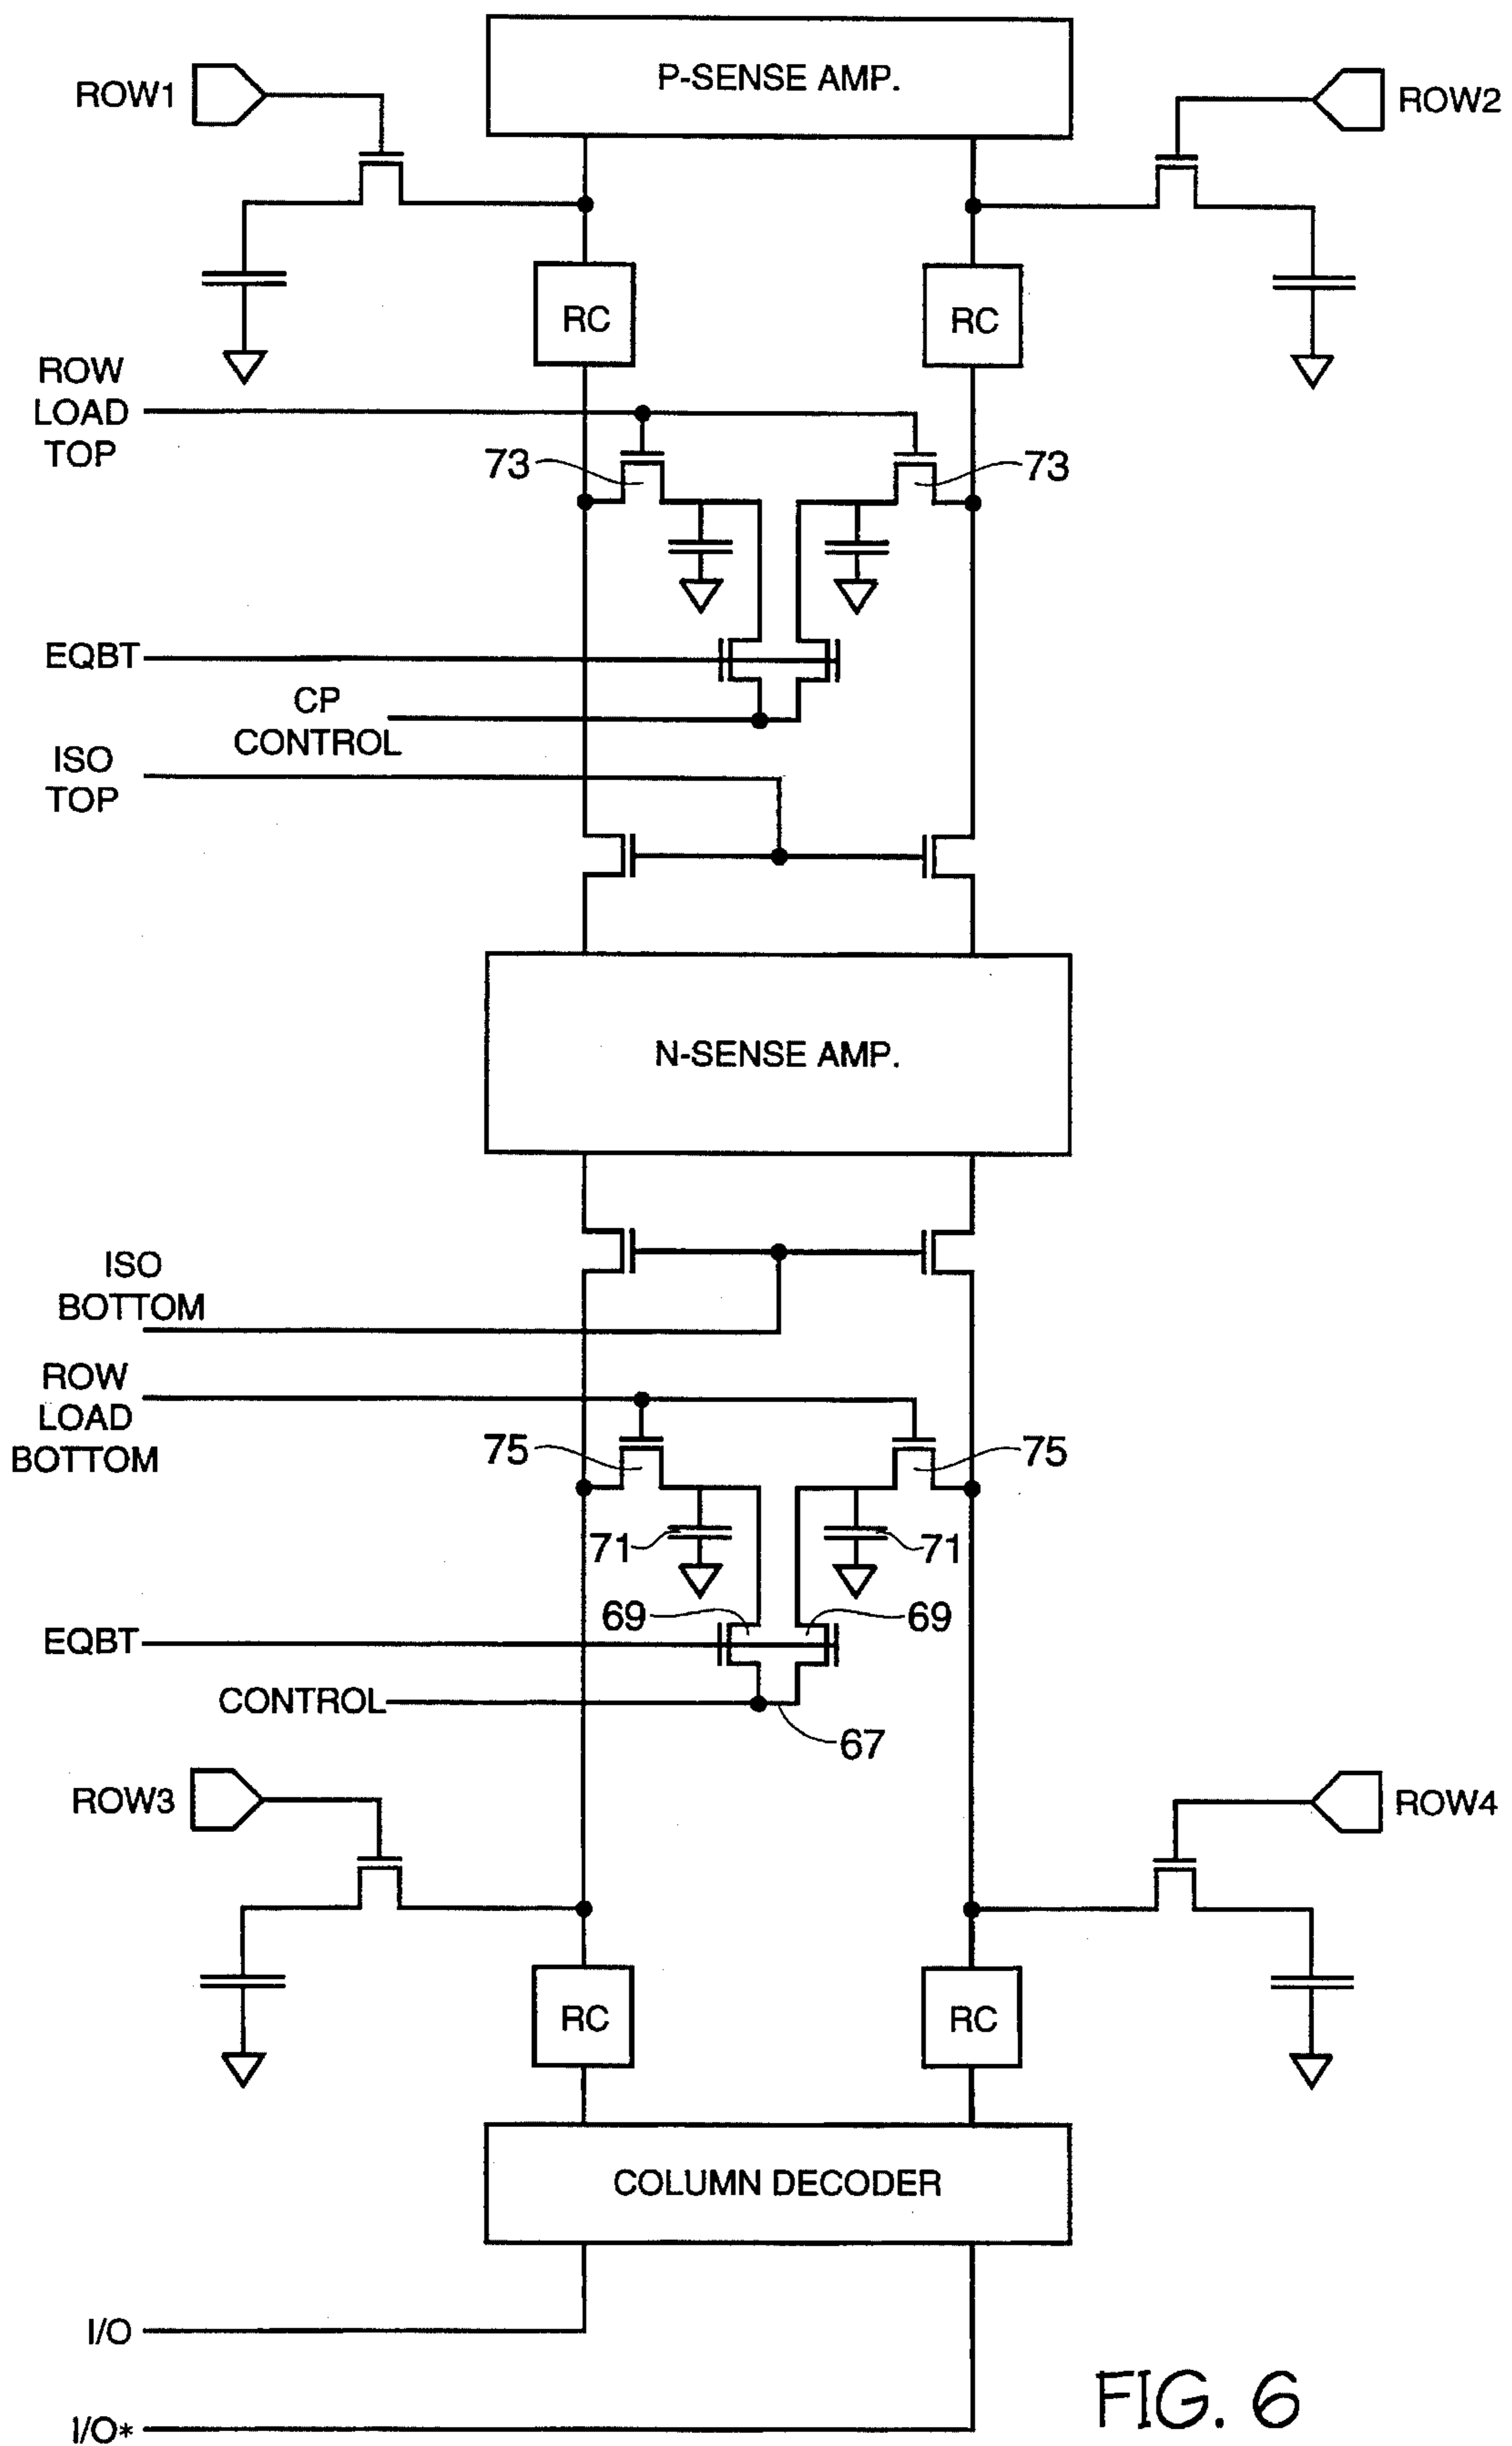 P-SENSE AMP.
ROW1
ROW2
RC
RC
ROW
LOAD
TOP
73
73
EQBT
CP
CONTROL
ISO
TOP
N-SENSE AMP.
ISO
BOTTOM
ROW
LOAD
BOTTOM
75
75
71
71
69
69
EQBT
CONTROL
67
ROW3
ROW4
RC
RC
COLUMN DECODER
I/O
I/O*
FIG. 6